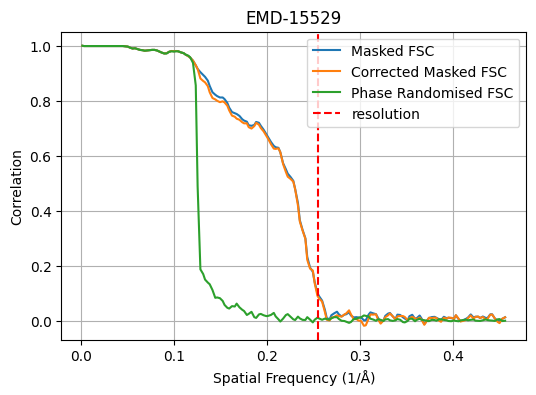 EMD-15529
Masked FSC
Corrected Masked FSC
Phase Randomised FSC
resolution
Correlation
1.0
0.8
0.6
0.4
0.2
0.0
0.0 0.1 0.2 0.3 0.4
Spatial Frequency (1/Å)